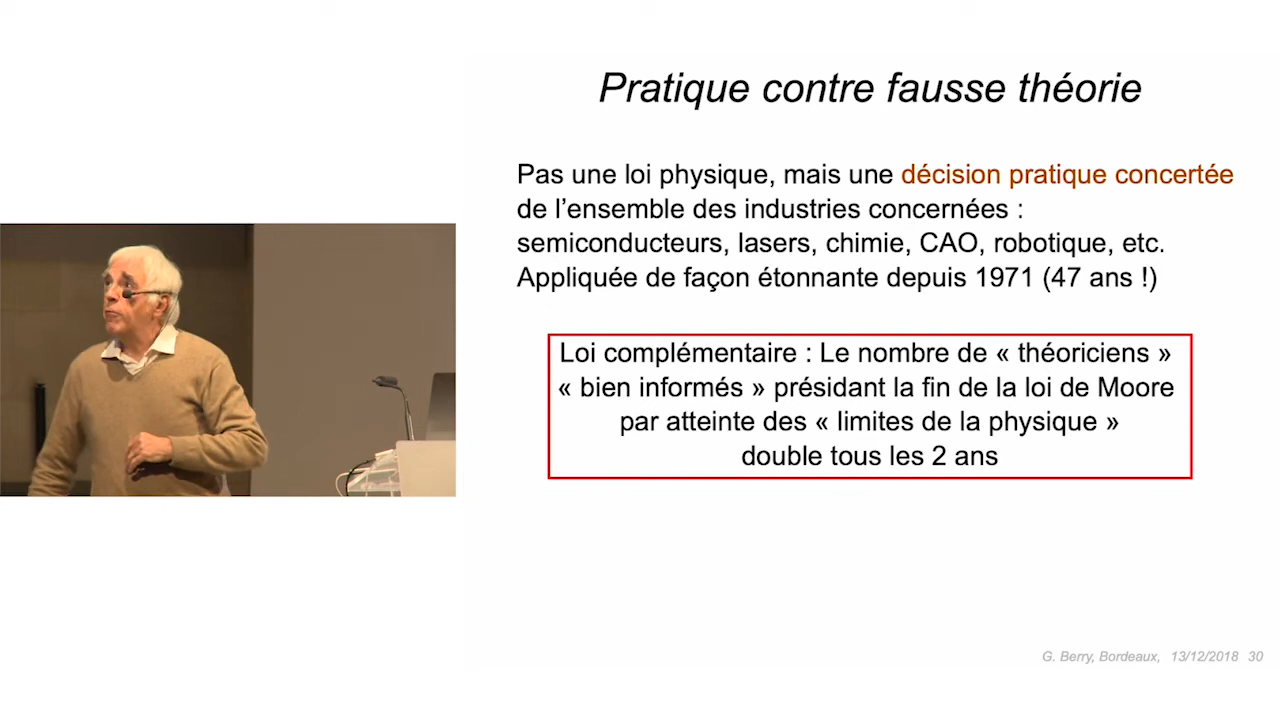 Pratique contre fausse théorie
Pas une loi physique, mais une décision pratique concertée
de l’ensemble des industries concernées :
semiconducteurs, lasers, chimie, CAO, robotique, etc.
Appliquée de façon étonnante depuis 1971 (47 ans !)
Loi complémentaire : Le nombre de « théoriciens »
« bien informés » présidant la fin de la loi de Moore
par atteinte des « limites de la physique »
double tous les 2 ans
G. Berry, Bordeaux, 13/12/2018 30